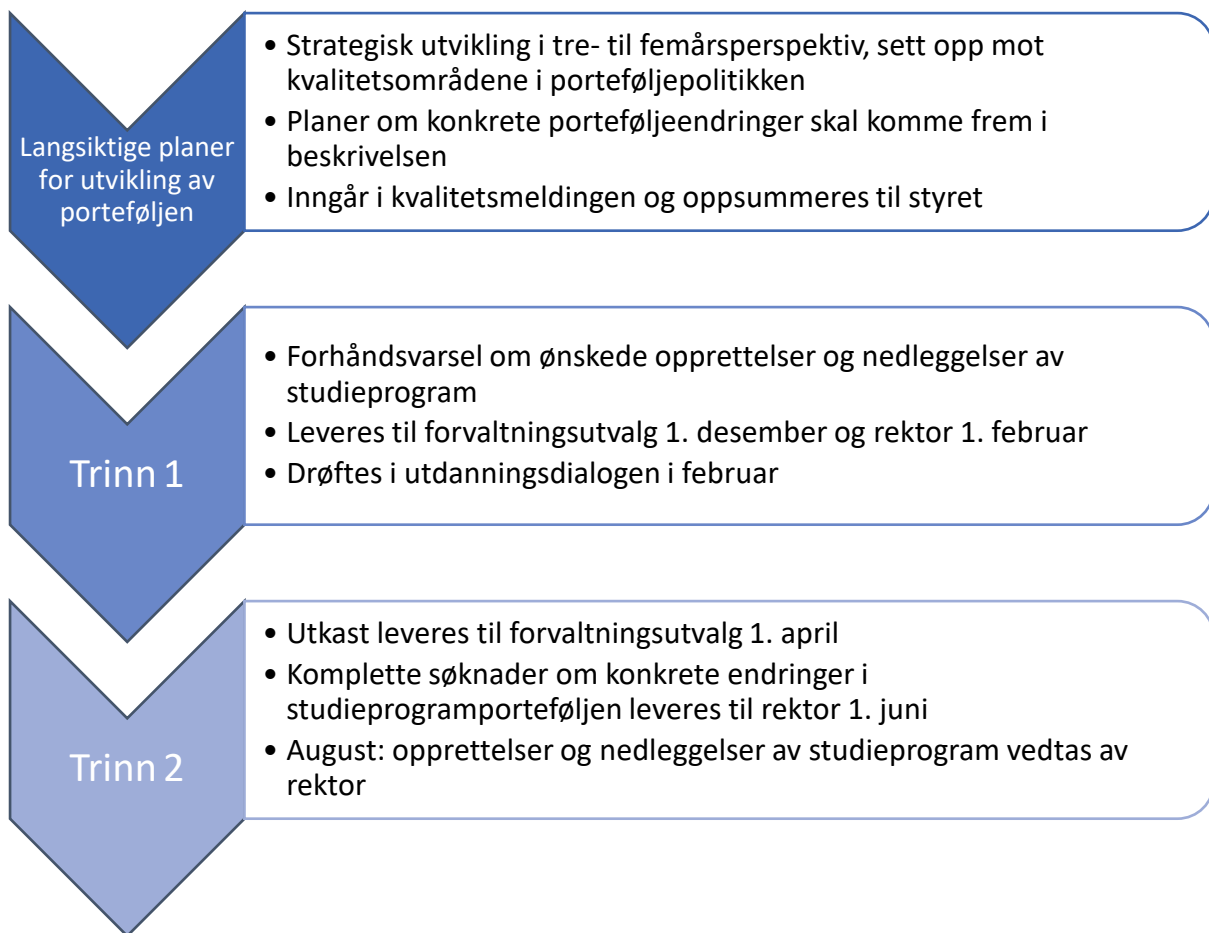 Langsiktige planer
for utvikling av
porteføljen
• Strategisk utvikling i tre- til femårsperspektiv, sett opp mot
kvalitetsområdene i porteføljepolitikken
• Planer om konkrete porteføljeendringer skal komme frem i
beskrivelsen
• Inngår i kvalitetsmeldingen og oppsummeres til styret
Trinn 1
• Forhåndsvarsel om ønskede opprettelser og nedleggelser av
studieprogram
• Leveres til forvaltningsutvalg 1. desember og rektor 1. februar
• Drøftes i utdanningsdialogen i februar
Trinn 2
• Utkast leveres til forvaltningsutvalg 1. april
• Komplette søknader om konkrete endringer i
studieprogramporteføljen leveres til rektor 1. juni
• August: opprettelser og nedleggelser av studieprogram vedtas av
rektor